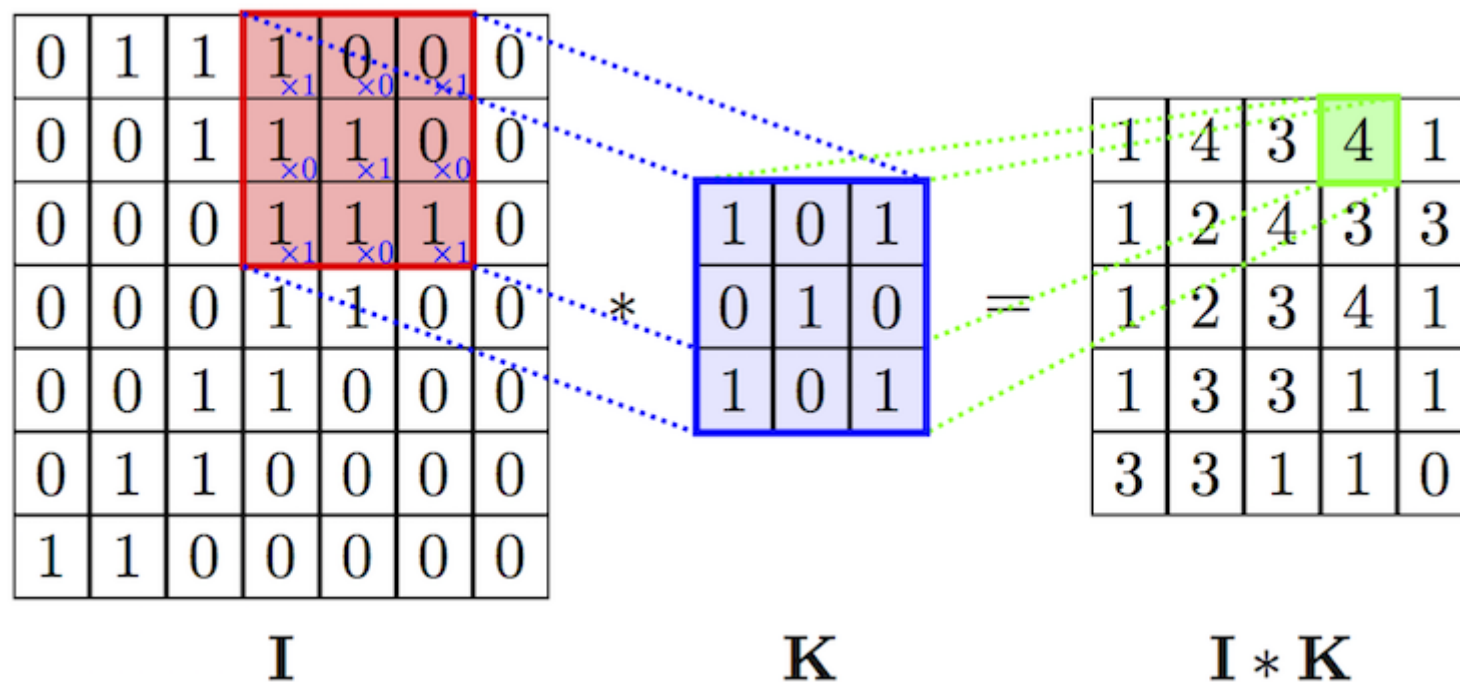 0 1 1 1×1 0×0 0×1 0
0 0 1 1×0 1×1 0×0 0
0 0 0 1×1 1×0 1×1 0
0 0 0 1 1 0 0
0 0 1 1 0 0 0
0 1 1 0 0 0 0
1 1 0 0 0 0 0
I
*
1 0 1
0 1 0
1 0 1
K
=
1 4 3 4 1
1 2 4 3 3
1 2 3 4 1
1 3 3 1 1
3 3 1 1 0
I * K